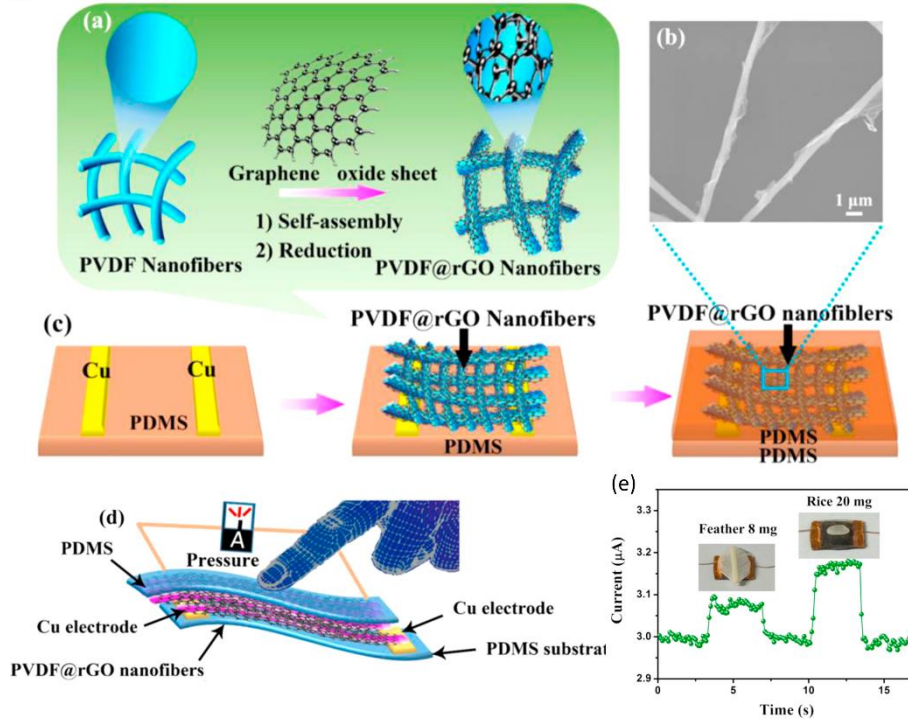 (a)
Graphene oxide sheet
1) Self-assembly
2) Reduction
PVDF Nanofibers
PVDF@rGO Nanofibers
(b)
1 μm
(c)
Cu
Cu
PDMS
PVDF@rGO Nanofibers
PDMS
PVDF@rGO nanofiblers
PDMS
PDMS
(d)
A
Pressure
PDMS
Cu electrode
PVDF@rGO nanofibers
Cu electrode
PDMS substrat
(e)
3.3
3.2
3.1
3.0
2.9
Current (μA)
Feather 8 mg
Rice 20 mg
0
5
10
15
Time (s)